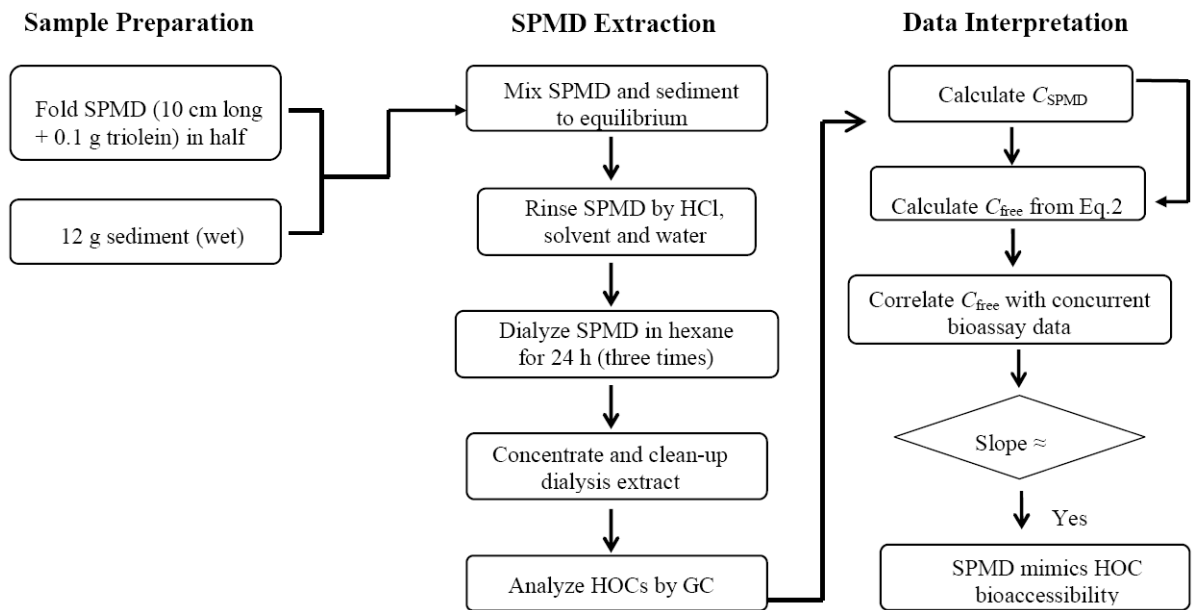 Sample Preparation
Fold SPMD (10 cm long
+ 0.1 g triolein) in half
12 g sediment (wet)
SPMD Extraction
Mix SPMD and sediment
to equilibrium
Rinse SPMD by HCl,
solvent and water
Dialyze SPMD in hexane
for 24 h (three times)
Concentrate and clean-up
dialysis extract
Analyze HOCs by GC
Data Interpretation
Calculate CSPMD
Calculate Cfree from Eq.2
Correlate Cfree with concurrent
bioassay data
Slope ≈
Yes
SPMD mimics HOC
bioaccessibility